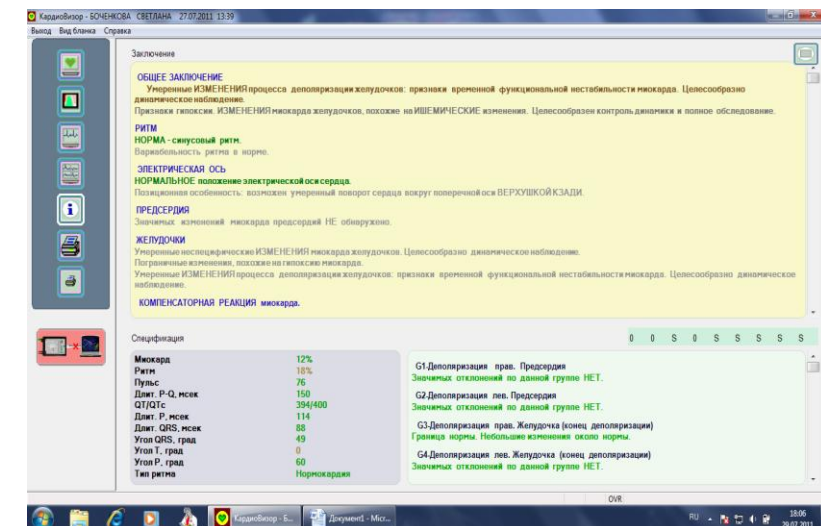 КардиоВизор - БОЧЕНКОВА СВЕТЛАНА 27.07.2011 13:39
Выход Вид бланка Справка
Заключение
ОБЩЕЕ ЗАКЛЮЧЕНИЕ
Умеренные ИЗМЕНЕНИЯ процесса деполяризации желудочков: признаки временной функциональной нестабильности миокарда. Целесообразно
динамическое наблюдение.
Признаки гипоксии. ИЗМЕНЕНИЯ миокарда желудочков, похожие на ИШЕМИЧЕСКИЕ изменения. Целесообразен контроль динамики и полное обследование.
РИТМ
НОРМА - синусовый ритм.
Вариабельность ритма в норме.
ЭЛЕКТРИЧЕСКАЯ ОСЬ
НОРМАЛЬНОЕ положение электрической оси сердца.
Позиционная особенность: возможен умеренный поворот сердца вокруг поперечной оси ВЕРХУШКОЙ КЗАДИ.
ПРЕДСЕРДИЯ
Значимых изменений миокарда предсердий НЕ обнаружено.
ЖЕЛУДОЧКИ
Умеренные неспецифические ИЗМЕНЕНИЯ миокарда желудочков. Целесообразно динамическое наблюдение.
Пограничные изменения, похожие на гипоксию миокарда.
Умеренные ИЗМЕНЕНИЯ процесса деполяризации желудочков: признаки временной функциональной нестабильности миокарда. Целесообразно динамическое
наблюдение.
КОМПЕНСАТОРНАЯ РЕАКЦИЯ миокарда.
Спецификация
0 0 S 0 S S S S S
Миокард 12%
Ритм 18%
Пульс 76
Длит. P-Q, мсек 150
QT/QTc 394/400
Длит. P, мсек 114
Длит. QRS, мсек 88
Угол QRS, град 49
Угол T, град 0
Угол P, град 60
Тип ритма Нормокардия
G1-Деполяризация прав. Предсердия
Значимых отклонений по данной группе НЕТ.
G2-Деполяризация лев. Предсердия
Значимых отклонений по данной группе НЕТ.
G3-Деполяризация прав. Желудочка (конец деполяризации)
Граница нормы. Небольшие изменения около нормы.
G4-Деполяризация лев. Желудочка (конец деполяризации)
Значимых отклонений по данной группе НЕТ.
OVR
КардиоВизор - Б...
Документ1 - Micr...
RU
18:06
29.07.2011